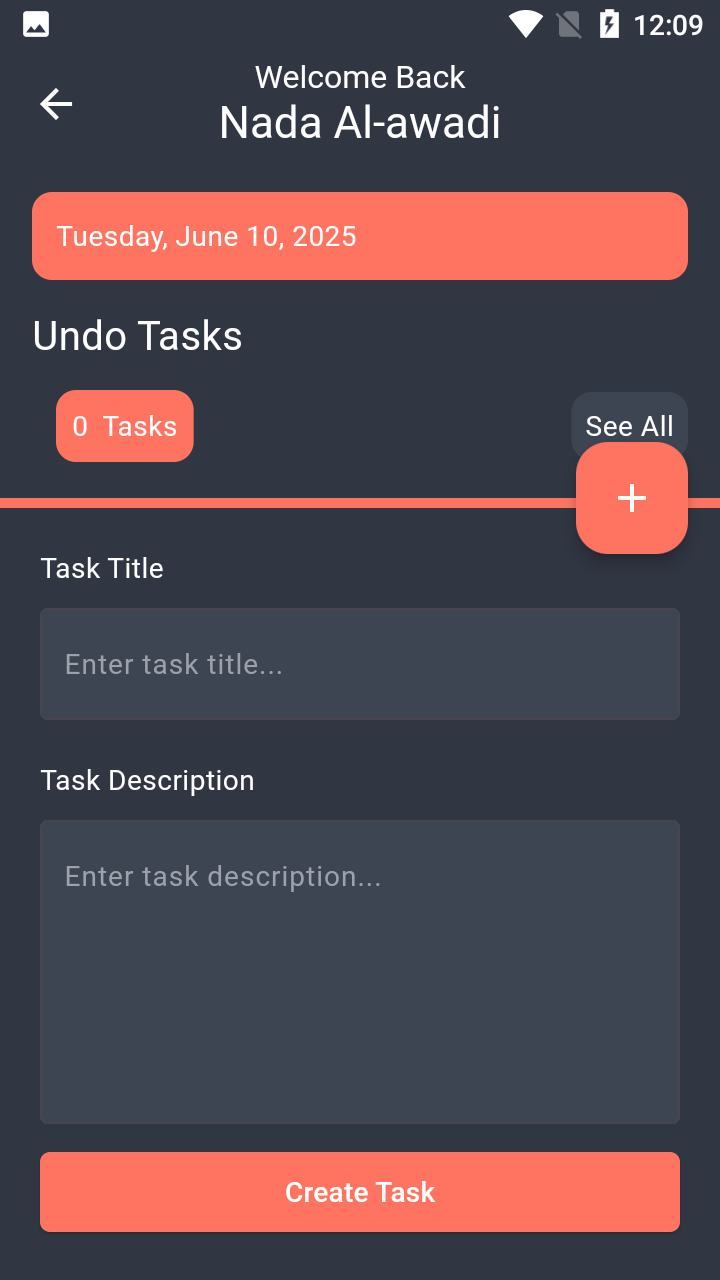 12:09
Welcome Back
Nada Al-awadi
Tuesday, June 10, 2025
Undo Tasks
0 Tasks
See All
+
Task Title
Enter task title...
Task Description
Enter task description...
Create Task